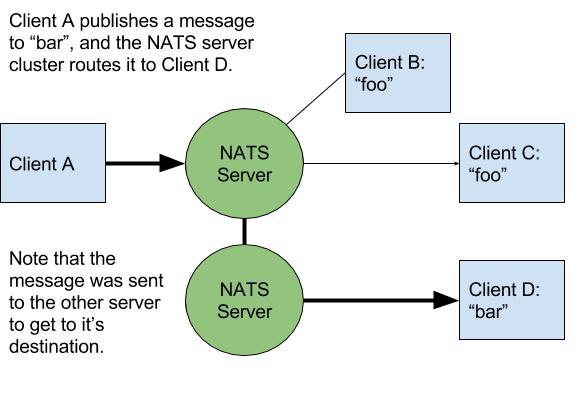 Client A publishes a message
to “bar”, and the NATS server
cluster routes it to Client D.
Client B:
“foo”
Client A
NATS
Server
Client C:
“foo”
Note that the
message was sent
to the other server
to get to it’s
destination.
NATS
Server
Client D:
“bar”